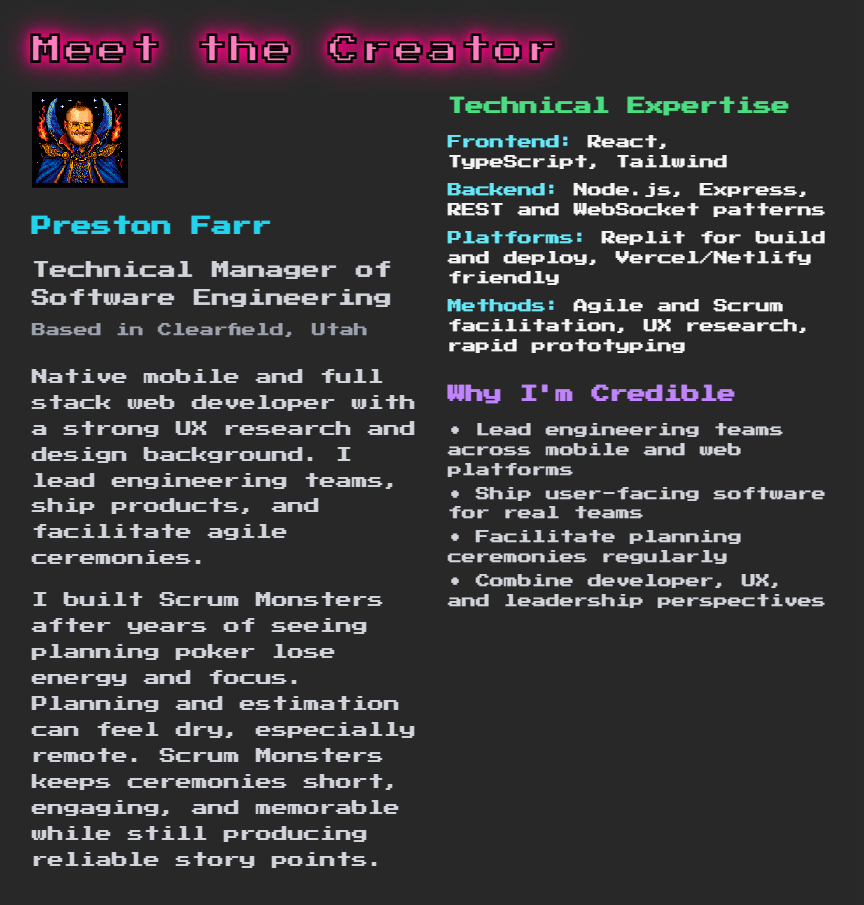 Meet the Creator
Preston Farr
Technical Manager of
Software Engineering
Based in Clearfield, Utah
Native mobile and full
stack web developer with
a strong UX research and
design background. I
lead engineering teams,
ship products, and
facilitate agile
ceremonies.
I built Scrum Monsters
after years of seeing
planning poker lose
energy and focus.
Planning and estimation
can feel dry, especially
remote. Scrum Monsters
keeps ceremonies short,
engaging, and memorable
while still producing
reliable story points.
Technical Expertise
Frontend: React,
TypeScript, Tailwind
Backend: Node.js, Express,
REST and WebSocket patterns
Platforms: Replit for build
and deploy, Vercel/Netlify
friendly
Methods: Agile and Scrum
facilitation, UX research,
rapid prototyping
Why I'm Credible
• Lead engineering teams
across mobile and web
platforms
• Ship user-facing software
for real teams
• Facilitate planning
ceremonies regularly
• Combine developer, UX,
and leadership perspectives